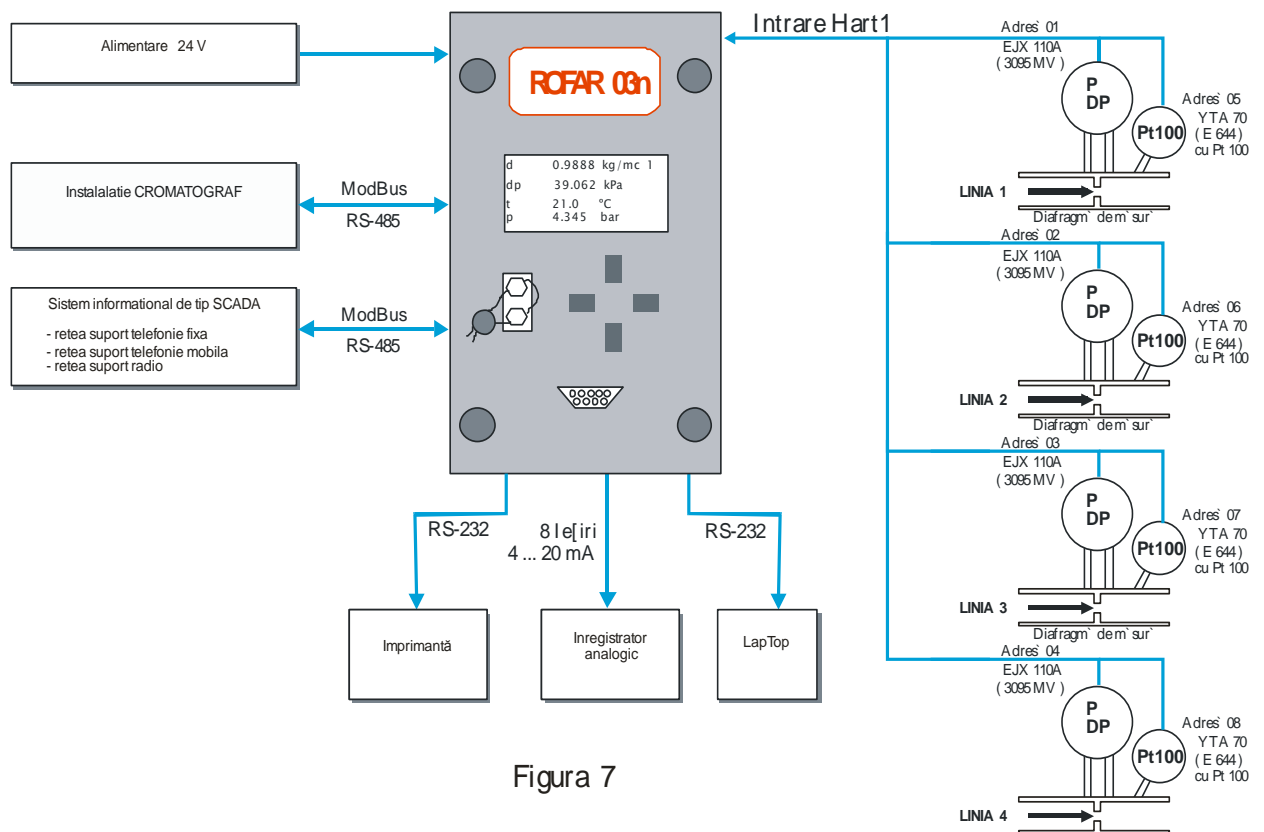 Alimentare 24 V
Instalalatie CROMATOGRAF
ModBus
RS-485
Sistem informational de tip SCADA
- retea suport telefonie fixa
- retea suport telefonie mobila
- retea suport radio
ModBus
RS-485
ROFAR 03n
d 0.9888 kg/mc 1
dp 39.062 kPa
t 21.0 °C
p 4.345 bar
RS-232
8 Ie[iri
4 ... 20 mA
RS-232
Imprimantă
Inregistrator
analogic
LapTop
Figura 7
Intrare Hart1
Adres` 01
EJX 110A
( 3095 MV )
P
DP
Adres` 05
YTA 70
( E 644 )
cu Pt 100
Pt100
LINIA 1
Diafragm` de m`sur`
Adres` 02
EJX 110A
( 3095 MV )
P
DP
Adres` 06
YTA 70
( E 644 )
cu Pt 100
Pt100
LINIA 2
Diafragm` de m`sur`
Adres` 03
EJX 110A
( 3095 MV )
P
DP
Adres` 07
YTA 70
( E 644 )
cu Pt 100
Pt100
LINIA 3
Diafragm` de m`sur`
Adres` 04
EJX 110A
( 3095 MV )
P
DP
Adres` 08
YTA 70
( E 644 )
cu Pt 100
Pt100
LINIA 4